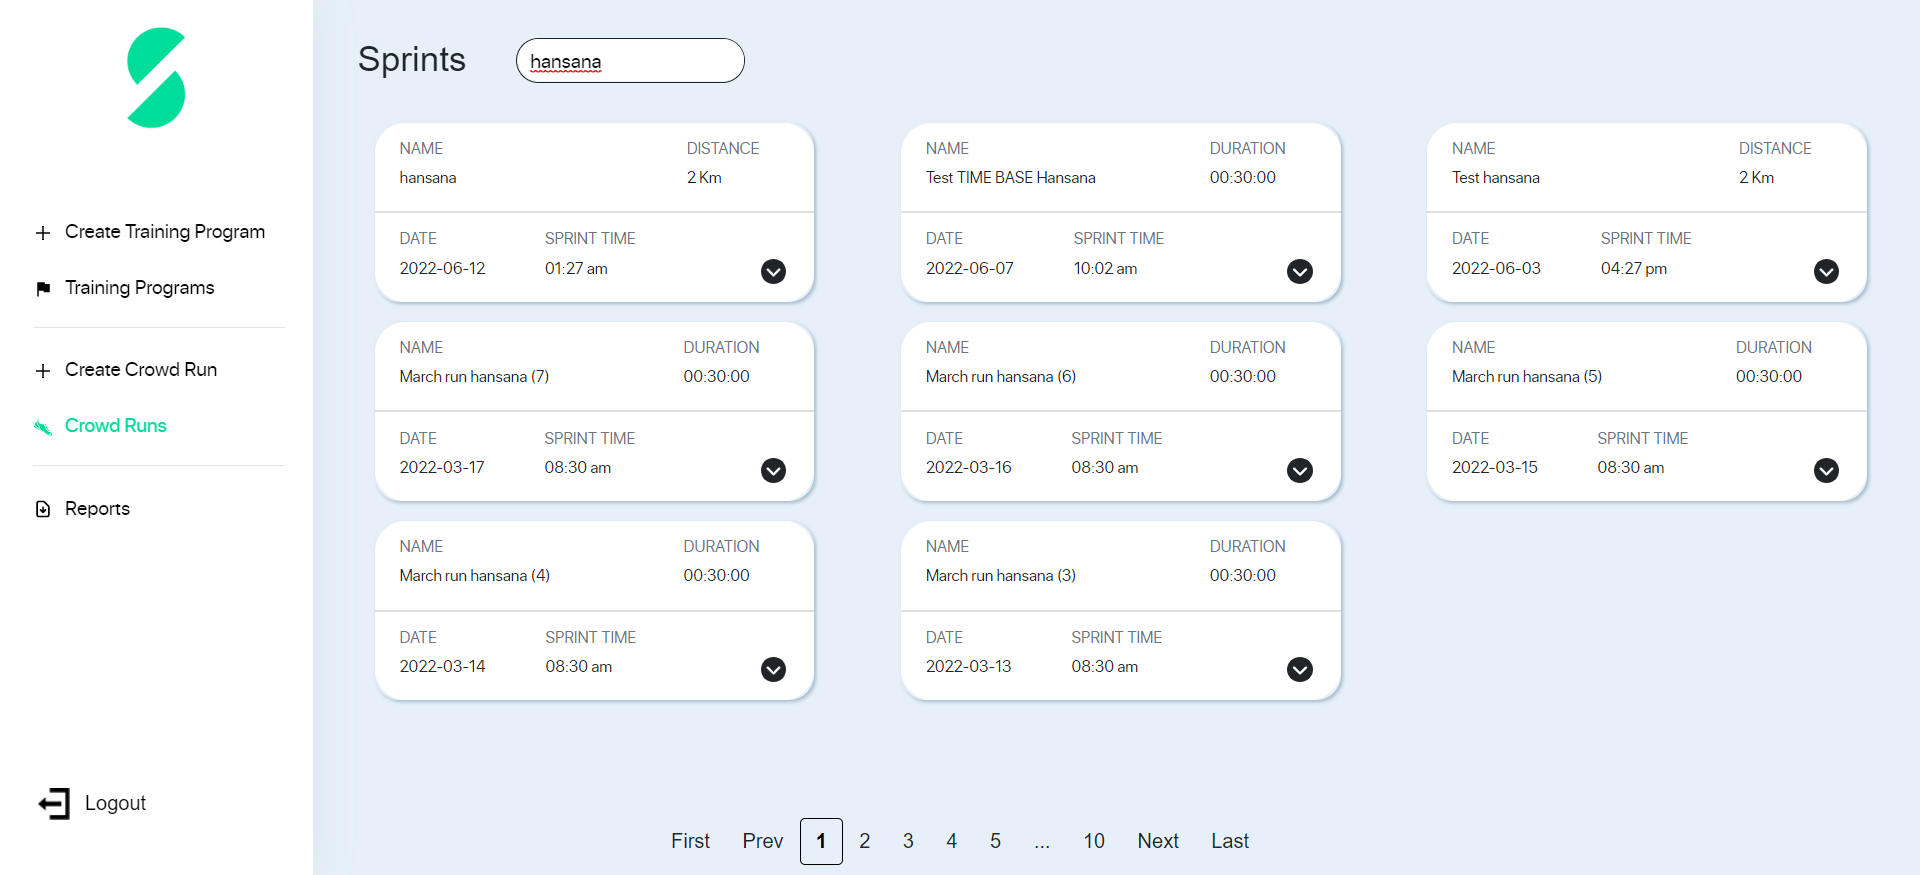 Create Training Program
Training Programs
Create Crowd Run
Crowd Runs
Reports
Logout
Sprints
hansana
NAME DISTANCE
hansana 2 Km
DATE SPRINT TIME
2022-06-12 01:27 am
NAME DURATION
Test TIME BASE Hansana 00:30:00
DATE SPRINT TIME
2022-06-07 10:02 am
NAME DISTANCE
Test hansana 2 Km
DATE SPRINT TIME
2022-06-03 04:27 pm
NAME DURATION
March run hansana (7) 00:30:00
DATE SPRINT TIME
2022-03-17 08:30 am
NAME DURATION
March run hansana (6) 00:30:00
DATE SPRINT TIME
2022-03-16 08:30 am
NAME DURATION
March run hansana (5) 00:30:00
DATE SPRINT TIME
2022-03-15 08:30 am
NAME DURATION
March run hansana (4) 00:30:00
DATE SPRINT TIME
2022-03-14 08:30 am
NAME DURATION
March run hansana (3) 00:30:00
DATE SPRINT TIME
2022-03-13 08:30 am
First Prev 1 2 3 4 5 ... 10 Next Last